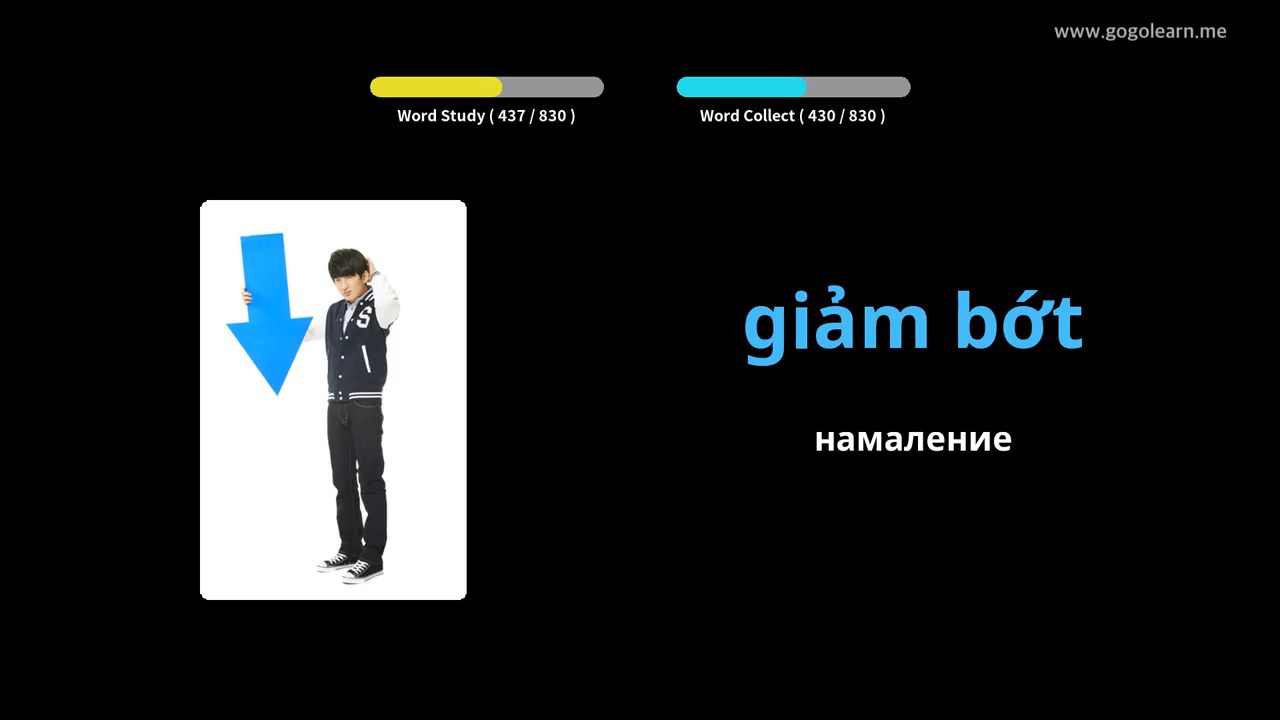 www.gogolearn.me
Word Study ( 437 / 830 )
Word Collect ( 430 / 830 )
S
giảm bớt
намаление